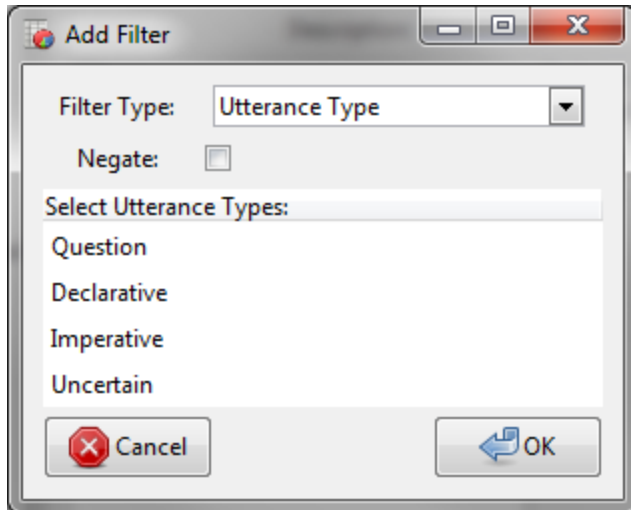 Add Filter
Filter Type: Utterance Type
Negate:
Select Utterance Types:
Question
Declarative
Imperative
Uncertain
Cancel OK